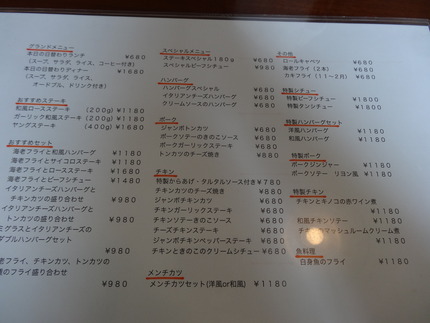 グランドメニュー
本日の日替わりランチ ￥680
(スープ、サラダ、ライス、コーヒー付き)
本日の日替わりディナー ￥1680
(スープ、サラダ、ライス、
オードブル、ドリンク付き)
おすすめステーキ
和風ロースステーキ (200g) ￥1180
ガーリック和風ステーキ (200g) ￥1180
ヤングステーキ (400g) ￥1680
おすすめセット
海老フライと和風ハンバーグ ￥1180
海老フライとサイコロステーキ ￥1180
海老フライとロースステーキ ￥1680
海老フライとビーフシチュー ￥1480
イタリアンチーズハンバーグと
チキンカツの盛り合わせ ￥980
イタリアンチーズハンバーグと
トンカツの盛り合わせ ￥980
ミグラスとイタリアンチーズの
ダブルハンバーグセット ￥980
老フライ、チキンカツ、トンカツの
のフライ盛り合わせ ￥980
スペシャルメニュー
ステーキスペシャル180g ￥680
スペシャルビーフシチュー ￥980
ハンバーグ
ハンバーグスペシャル ￥680
イタリアンチーズハンバーグ ￥680
クリームソースのハンバーグ ￥680
ポーク
ジャンボトンカツ ￥680
ポークソテーきのこソース ￥680
ポークガーリックステーキ ￥680
トンカツのチーズ焼き ￥880
チキン
特製からあげ・タルタルソース付き ￥780
チキンカツのチーズ焼き ￥880
ジャンボチキンカツ ￥680
チキンガーリックステーキ ￥680
チキンソテーきのこソース ￥680
チーズチキンステーキ ￥680
ジャンボチキンペッパーステーキ ￥680
チキンときのこのクリームシチュー ￥680
メンチカツ
メンチカツセット(洋風or和風) ￥1180
その他
ロールキャベツ ￥680
海老フライ(2本) ￥680
カキフライ(11〜2月) ￥680
特製シチュー
特製ビーフシチュー ￥1800
特製タンシチュー ￥1800
特製ハンバーグセット
洋風ハンバーグ ￥1180
和風ハンバーグ ￥1180
特製ポーク
ポークジンジャー ￥1180
ポークソテー リヨン風 ￥1180
特製チキン
チキンとキノコの赤ワイン煮
￥1180
和風チキンソテー ￥1180
チキンのマッシュルームクリーム煮
￥1180
魚料理
白身魚のフライ ￥1180